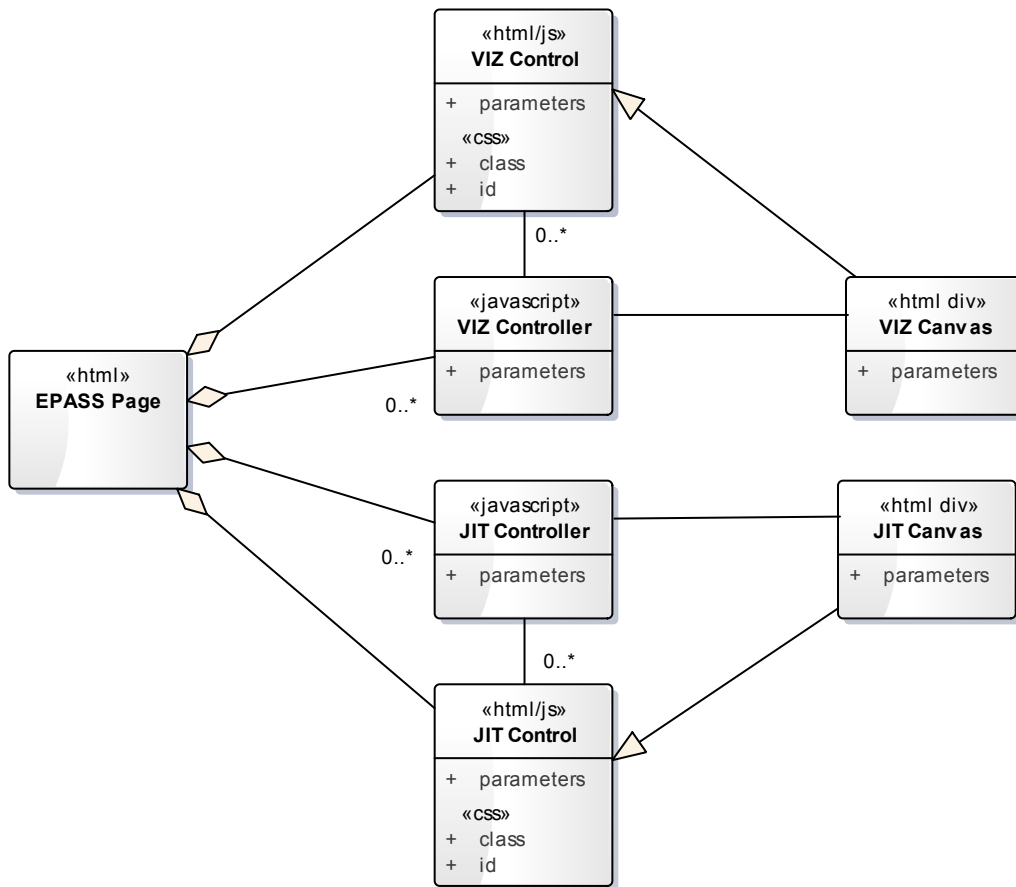 «html/js»
VIZ Control
+ parameters
«css»
+ class
+ id
0..*
«javascript»
VIZ Controller
+ parameters
«html div»
VIZ Canvas
+ parameters
«html»
EPASS Page
0..*
«javascript»
JIT Controller
+ parameters
«html div»
JIT Canvas
+ parameters
0..*
0..*
«html/js»
JIT Control
+ parameters
«css»
+ class
+ id